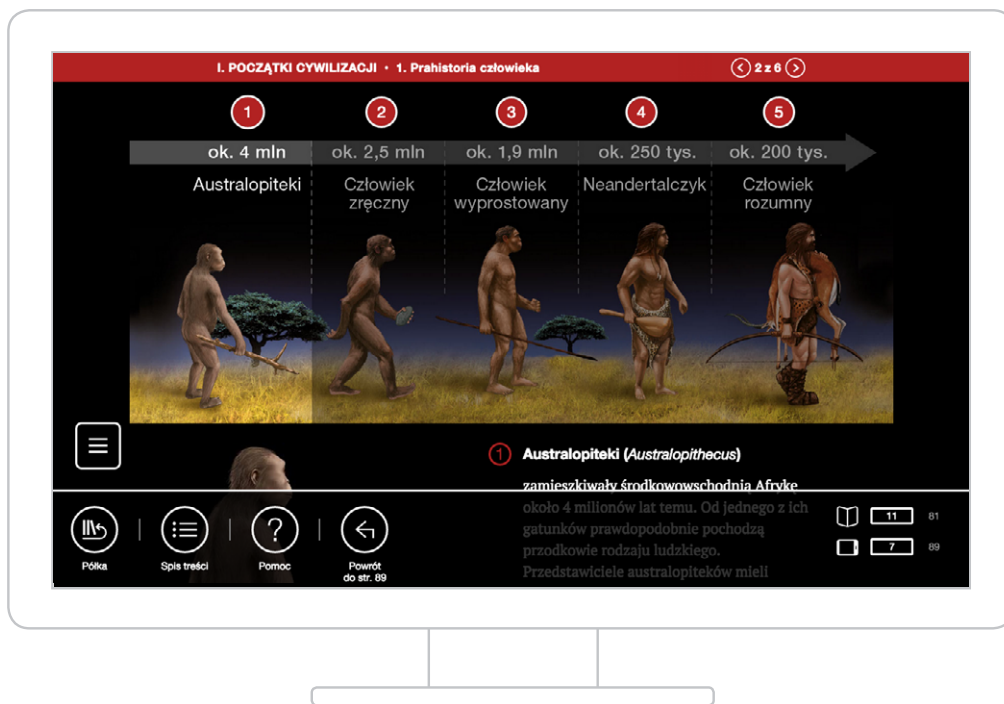 I. POCZĄTKI CYWILIZACJI • 1. Prahistoria człowieka
2 z 6
1
2
3
4
5
ok. 4 mln
ok. 2,5 mln
ok. 1,9 mln
ok. 250 tys.
ok. 200 tys.
Australopiteki
Człowiek
zręczny
Człowiek
wyprostowany
Neandertalczyk
Człowiek
rozumny
1 Australopiteki (Australopithecus)
zamieszkiwały środkowowschodnią Afrykę
około 4 milionów lat temu. Od jednego z ich
gatunków prawdopodobnie pochodzą
przodkowie rodzaju ludzkiego.
Przedstawiciele australopiteków mieli
Półka
Spis treści
?
Pomoc
Powrót
do str. 89
11 81
7 89